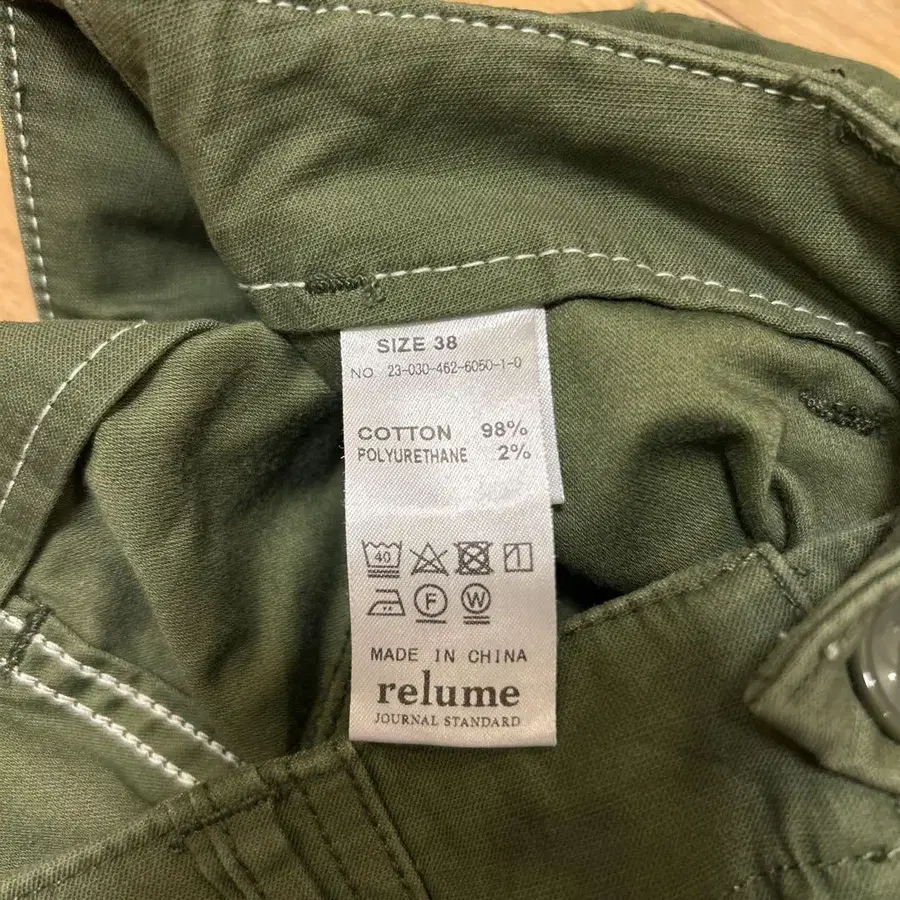 SIZE 38
NO 23-030-462-6050-1-0
COTTON 98%
POLYURETHANE 2%
40
F W
MADE IN CHINA
relume
JOURNAL STANDARD